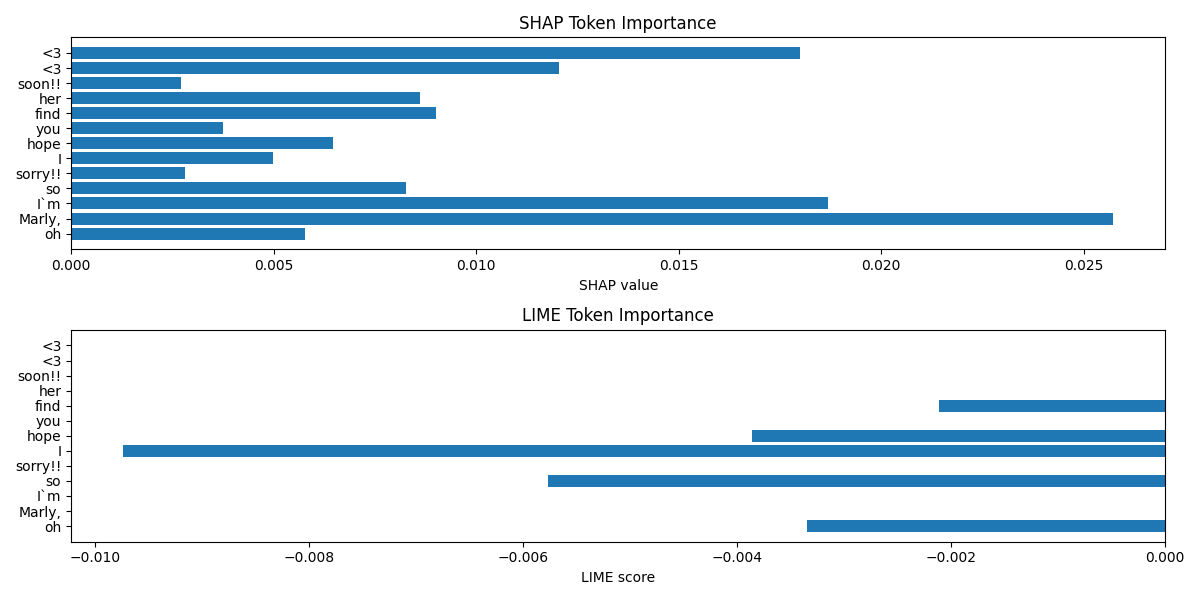 SHAP Token Importance
<3
<3
soon!!
her
find
you
hope
I
sorry!!
so
I`m
Marly,
oh
0.000 0.005 0.010 0.015 0.020 0.025
SHAP value
LIME Token Importance
<3
<3
soon!!
her
find
you
hope
I
sorry!!
so
I`m
Marly,
oh
−0.010 −0.008 −0.006 −0.004 −0.002 0.000
LIME score